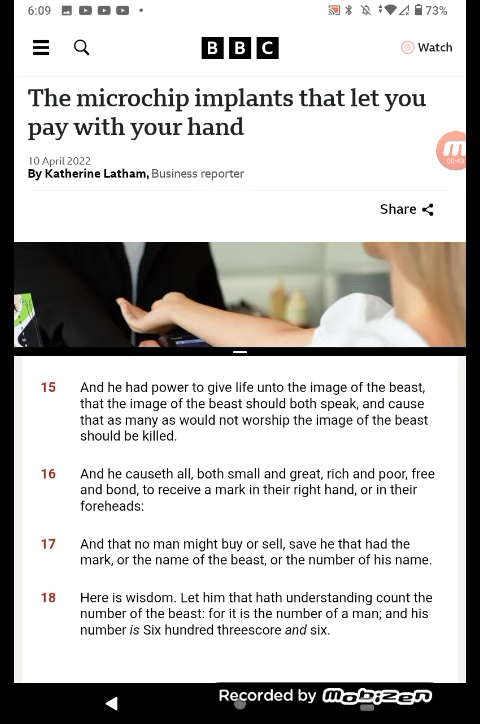 6:09
73%
BBC
Watch
The microchip implants that let you
pay with your hand
10 April 2022
By Katherine Latham, Business reporter
Share
15 And he had power to give life unto the image of the beast,
that the image of the beast should both speak, and cause
that as many as would not worship the image of the beast
should be killed.
16 And he causeth all, both small and great, rich and poor, free
and bond, to receive a mark in their right hand, or in their
foreheads:
17 And that no man might buy or sell, save he that had the
mark, or the name of the beast, or the number of his name.
18 Here is wisdom. Let him that hath understanding count the
number of the beast: for it is the number of a man; and his
number is Six hundred threescore and six.
Recorded by Mobizen